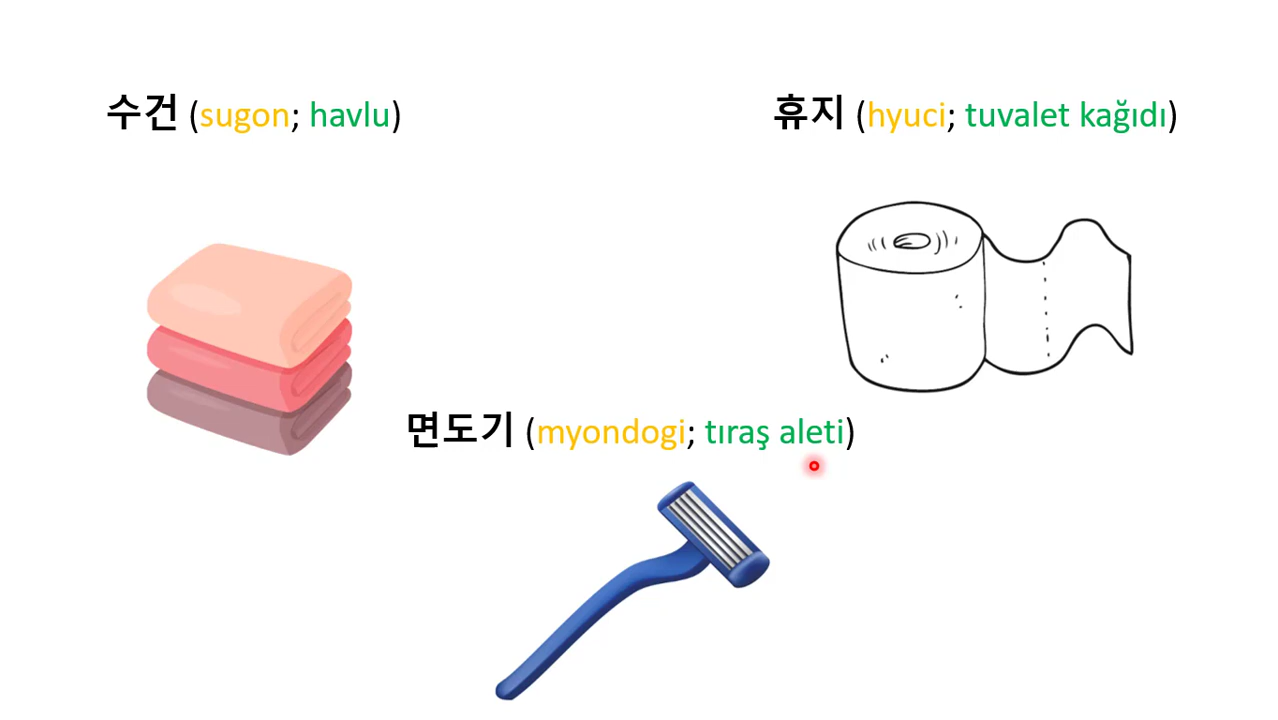 수건 (sugon; havlu)
휴지 (hyuci; tuvalet kağıdı)
면도기 (myondogi; tıraş aleti)